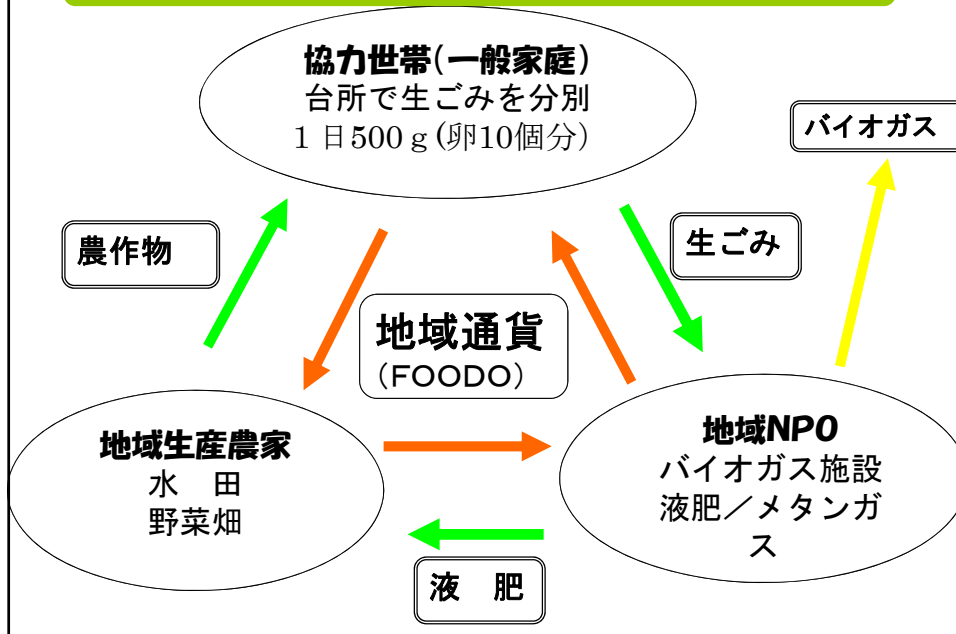 協力世帯(一般家庭)
台所で生ごみを分別
１日500ｇ(卵10個分）
バイオガス
農作物
生ごみ
地域通貨
（FOODO）
地域生産農家
水　田
野菜畑
地域NPO
バイオガス施設
液肥／メタンガ
ス
液　肥